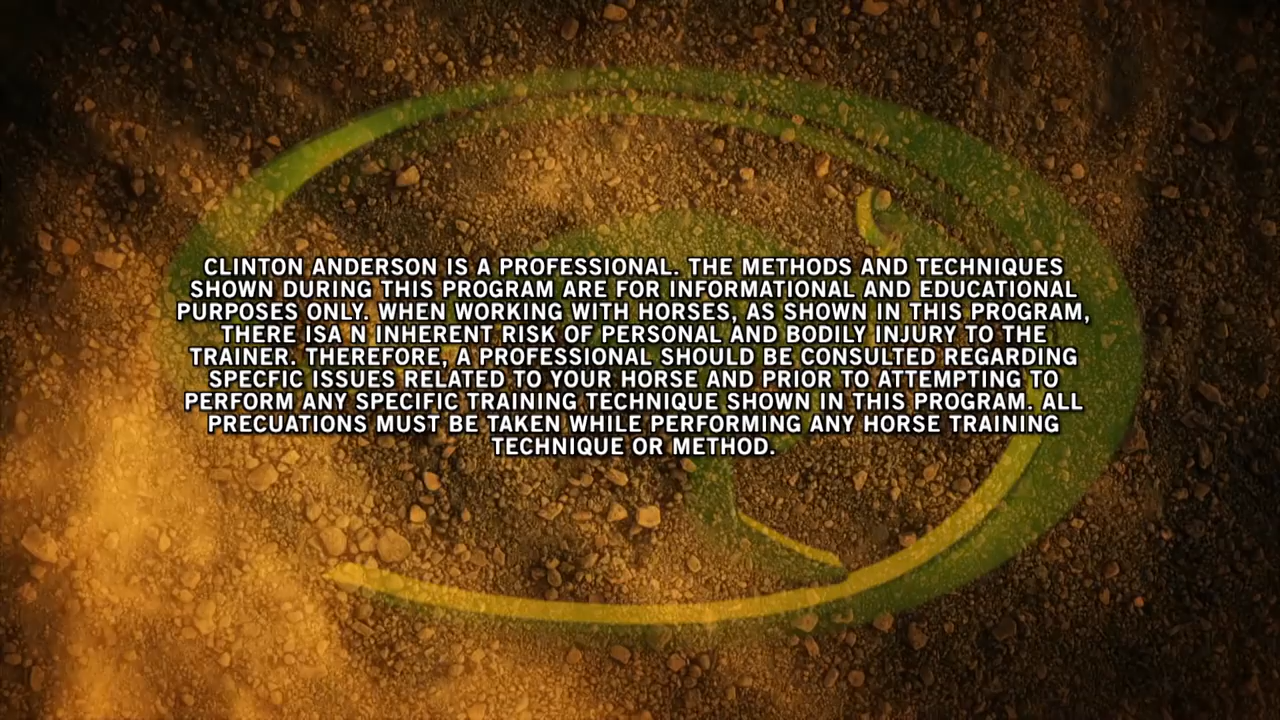 CLINTON ANDERSON IS A PROFESSIONAL. THE METHODS AND TECHNIQUES
SHOWN DURING THIS PROGRAM ARE FOR INFORMATIONAL AND EDUCATIONAL
PURPOSES ONLY. WHEN WORKING WITH HORSES, AS SHOWN IN THIS PROGRAM,
THERE ISA N INHERENT RISK OF PERSONAL AND BODILY INJURY TO THE
TRAINER. THEREFORE, A PROFESSIONAL SHOULD BE CONSULTED REGARDING
SPECFIC ISSUES RELATED TO YOUR HORSE AND PRIOR TO ATTEMPTING TO
PERFORM ANY SPECIFIC TRAINING TECHNIQUE SHOWN IN THIS PROGRAM. ALL
PRECUATIONS MUST BE TAKEN WHILE PERFORMING ANY HORSE TRAINING
TECHNIQUE OR METHOD.